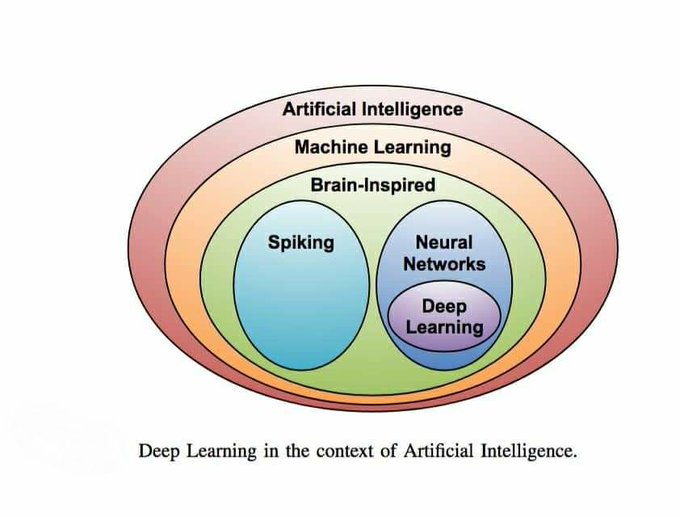 Artificial Intelligence
Machine Learning
Brain-Inspired
Spiking
Neural
Networks
Deep
Learning
Deep Learning in the context of Artificial Intelligence.